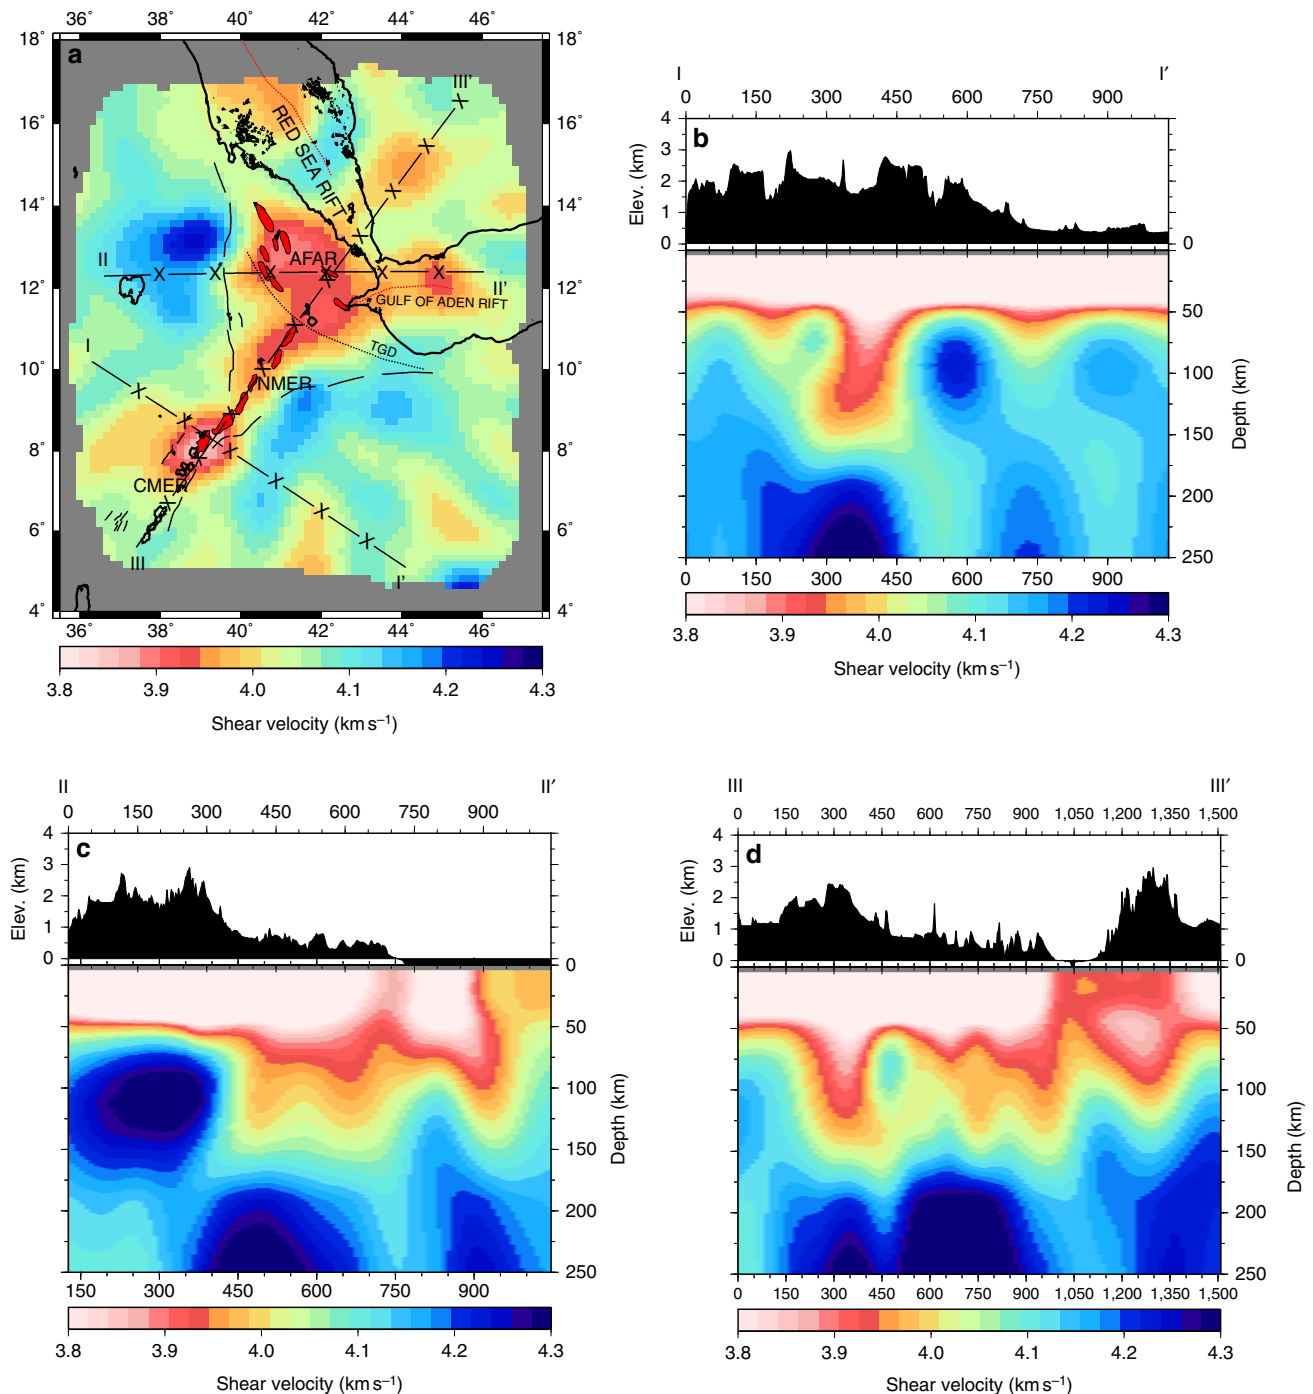 36˚ 38˚ 40˚ 42˚ 44˚ 46˚
18˚
16˚
14˚
12˚
10˚
8˚
6˚
4˚
a
III′
RED SEA RIFT
II
AFAR
II′
GULF OF ADEN RIFT
TGD
I
NMER
CMER
III
I′
36˚ 38˚ 40˚ 42˚ 44˚ 46˚
3.8 3.9 4.0 4.1 4.2 4.3
Shear velocity (km s–1)
I I′
0 150 300 450 600 750 900
b
Elev. (km)
4
3
2
1
0 0
50
100
150
200
250
Depth (km)
0 150 300 450 600 750 900
3.8 3.9 4.0 4.1 4.2 4.3
Shear velocity (km s–1)
II II′
0 150 300 450 600 750 900
c
Elev. (km)
4
3
2
1
0 0
50
100
150
200
250
Depth (km)
150 300 450 600 750 900
3.8 3.9 4.0 4.1 4.2 4.3
Shear velocity (km s–1)
III III′
0 150 300 450 600 750 900 1,050 1,200 1,350 1,500
d
Elev. (km)
4
3
2
1
0 0
50
100
150
200
250
Depth (km)
0 150 300 450 600 750 900 1,050 1,200 1,350 1,500
3.8 3.9 4.0 4.1 4.2 4.3
Shear velocity (km s–1)